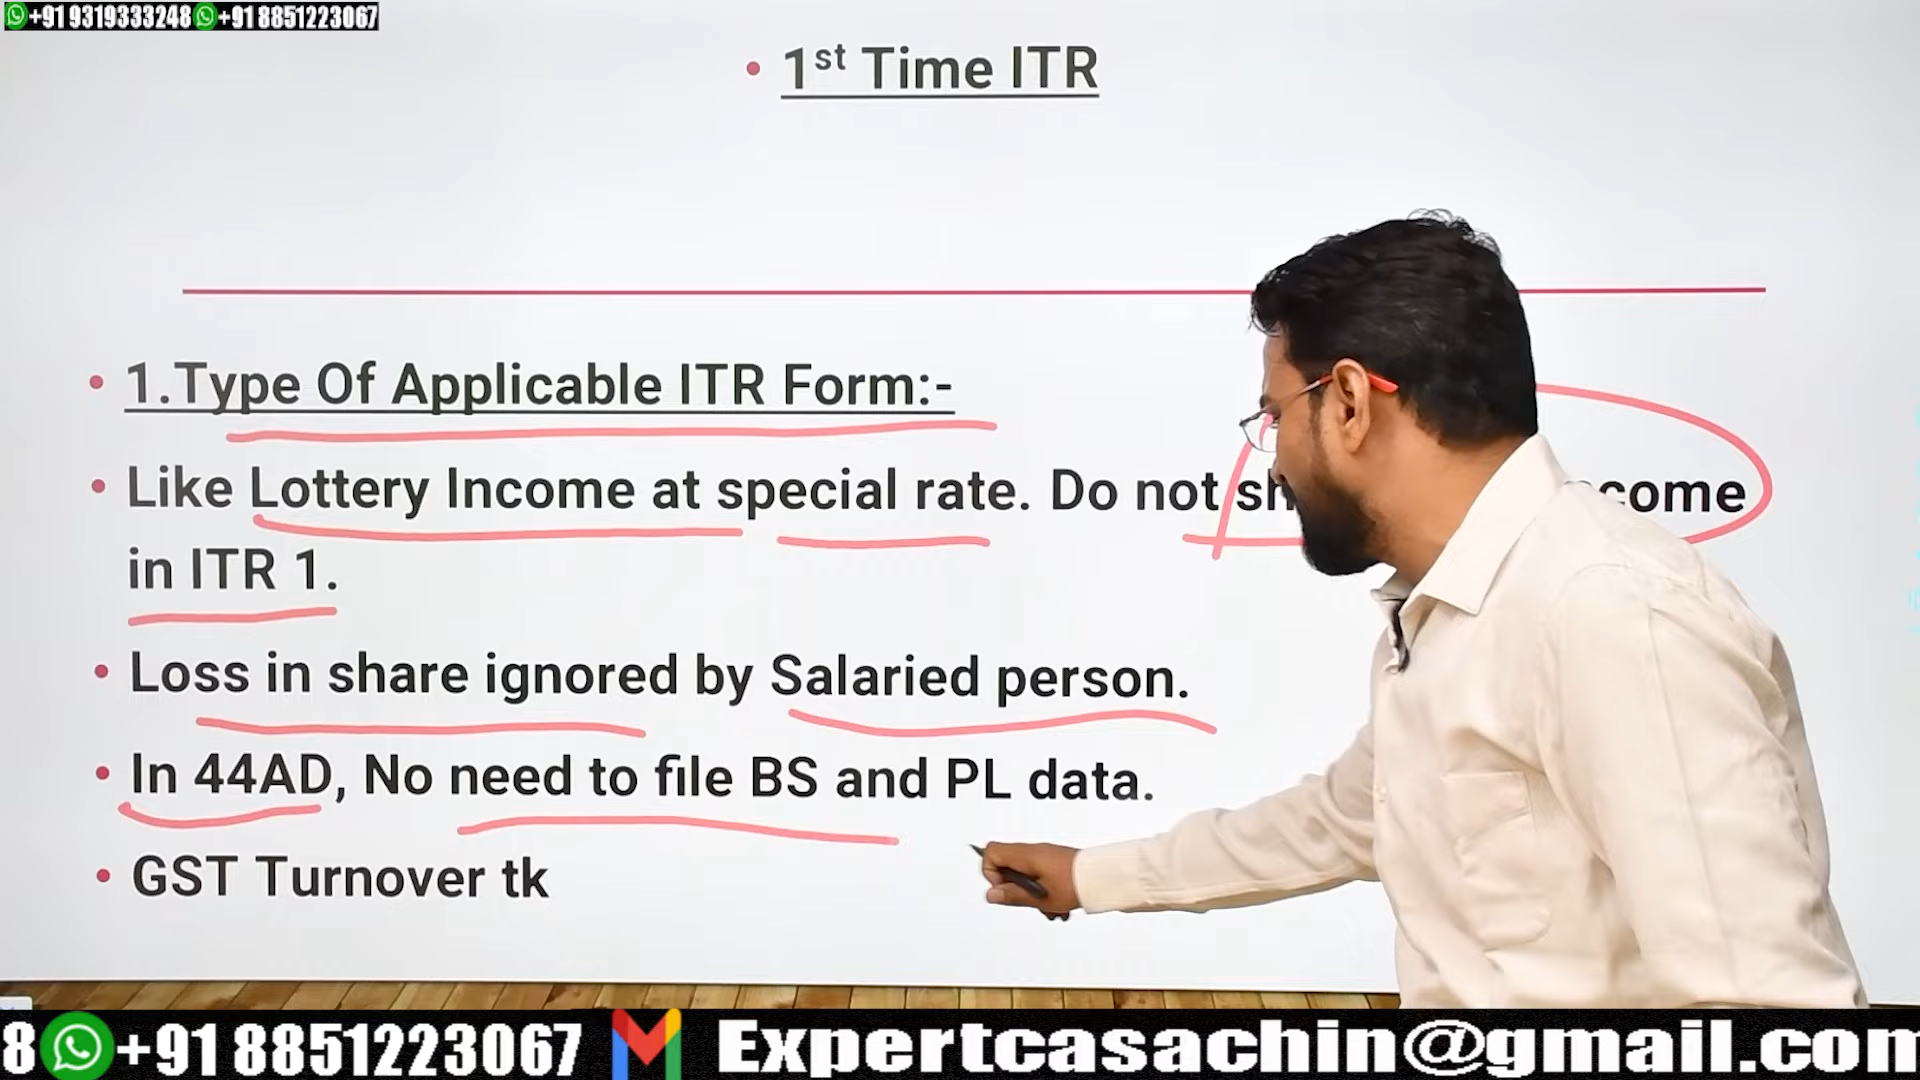 +91 9319333248 +91 8851223067
• 1st Time ITR
• 1.Type Of Applicable ITR Form:-
• Like Lottery Income at special rate. Do not
in ITR 1.
• Loss in share ignored by Salaried person.
• In 44AD, No need to file BS and PL data.
• GST Turnover tk
8 +91 8851223067 Expertcasachin@gmail.com